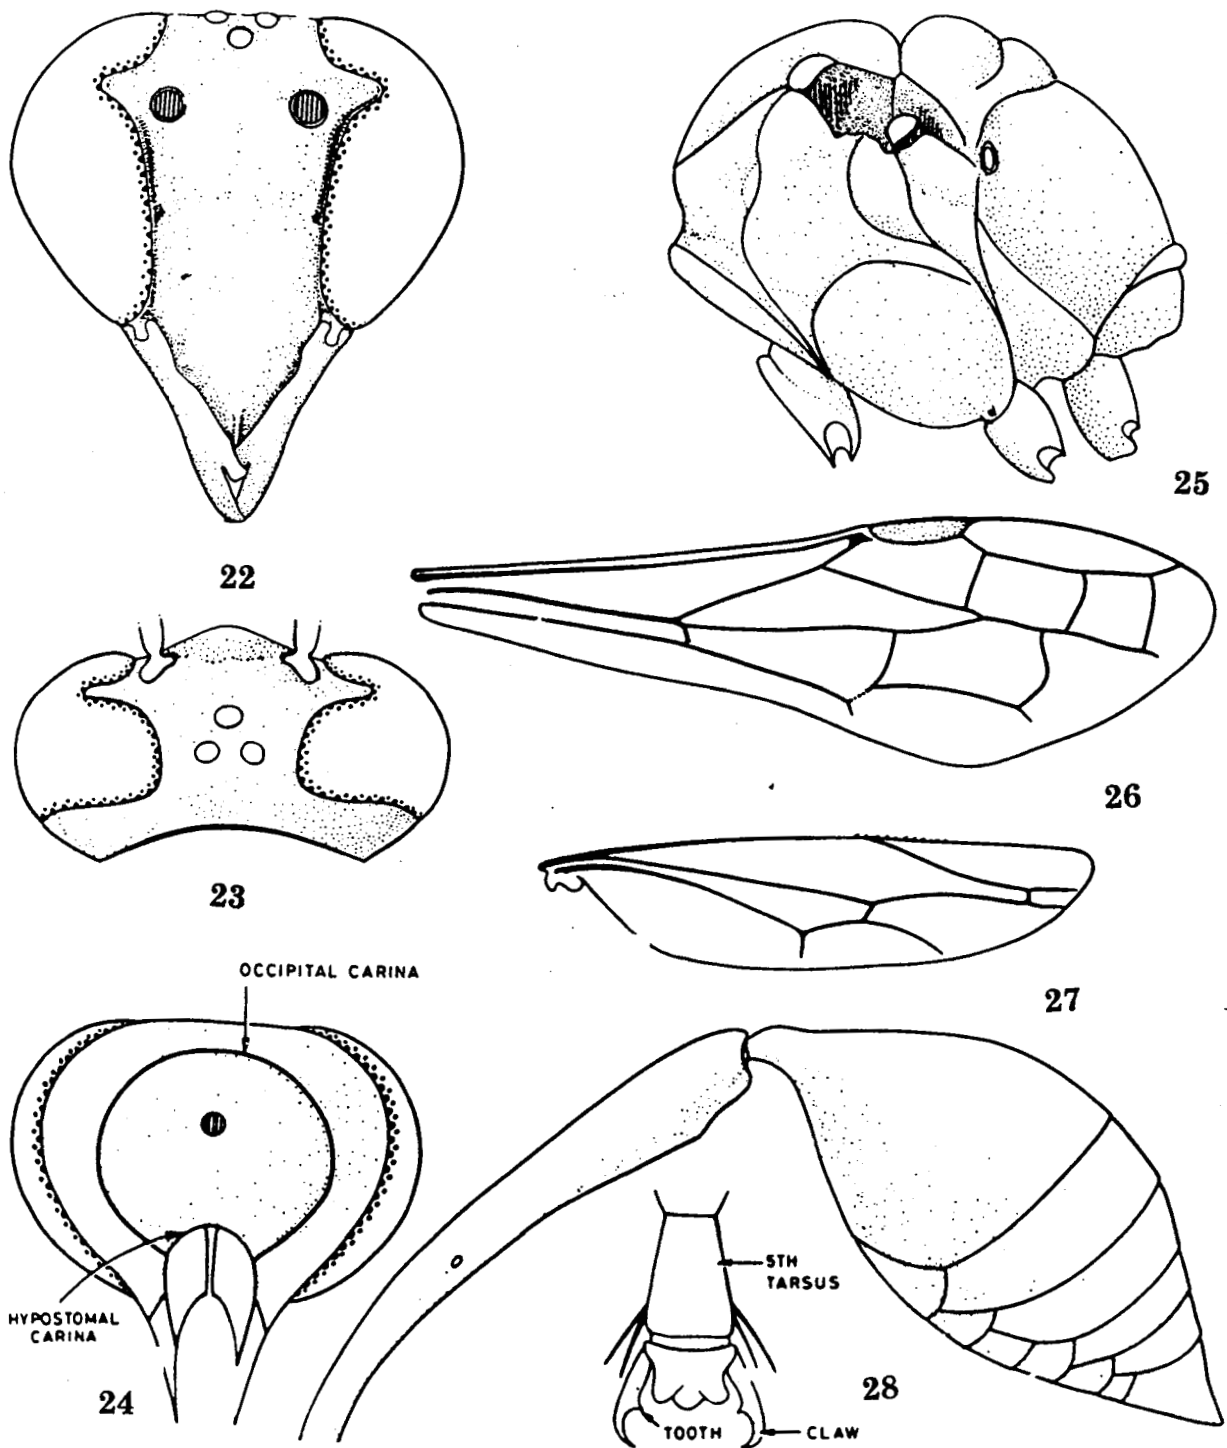 22
25
26
23
27
OCCIPITAL CARINA
HYPOSTOMAL
CARINA
24
5TH
TARSUS
28
TOOTH
CLAW